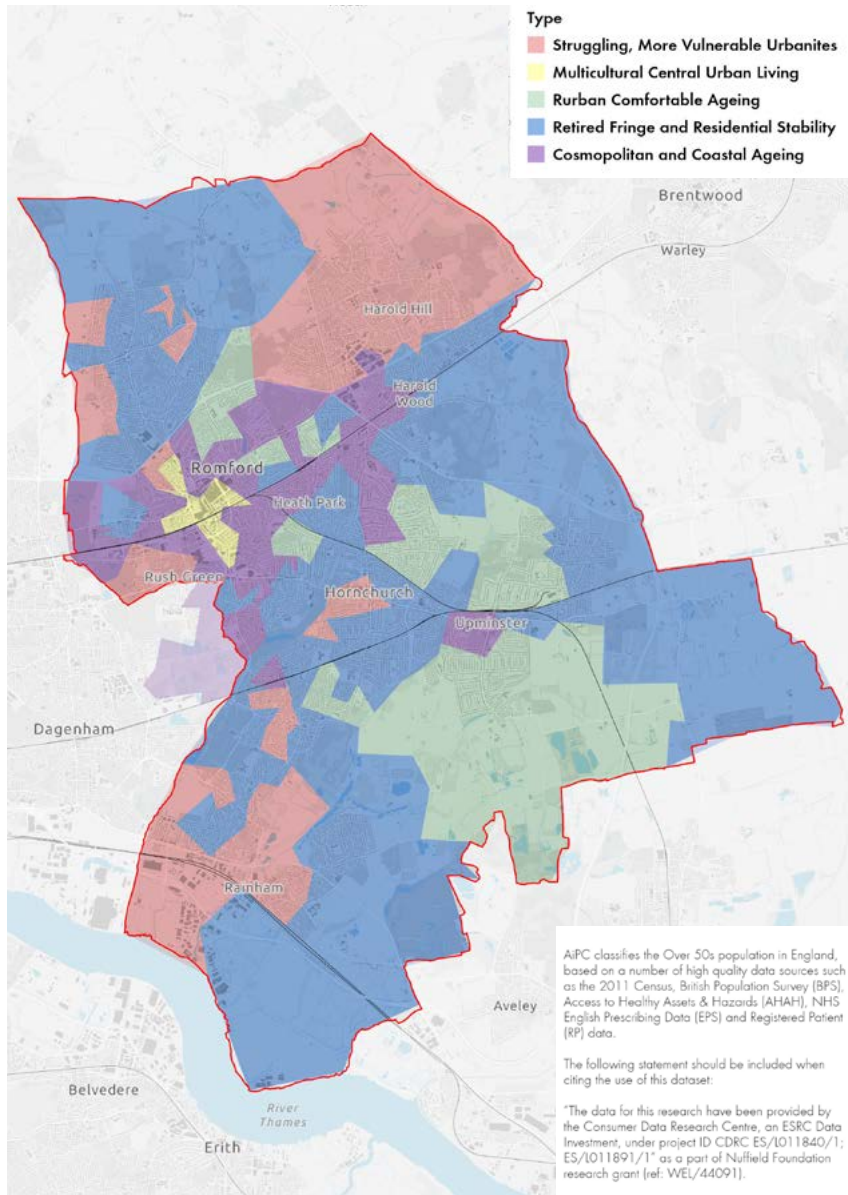 Type
Struggling, More Vulnerable Urbanites
Multicultural Central Urban Living
Rurban Comfortable Ageing
Retired Fringe and Residential Stability
Cosmopolitan and Coastal Ageing
Brentwood
Warley
Harold Hill
Harold
Wood
Romford
Heath Park
Rush Green
Hornchurch
Upminster
Dagenham
Rainham
Aveley
Belvedere
River
Thames
Erith
AiPC classifies the Over 50s population in England,
based on a number of high quality data sources such
as the 2011 Census, British Population Survey (BPS),
Access to Healthy Assets & Hazards (AHAH), NHS
English Prescribing Data (EPS) and Registered Patient
(RP) data.
The following statement should be included when
citing the use of this dataset:
"The data for this research have been provided by
the Consumer Data Research Centre, an ESRC Data
Investment, under project ID CDRC ES/L011840/1;
ES/L011891/1" as a part of Nuffield Foundation
research grant (ref: WEL/44091).